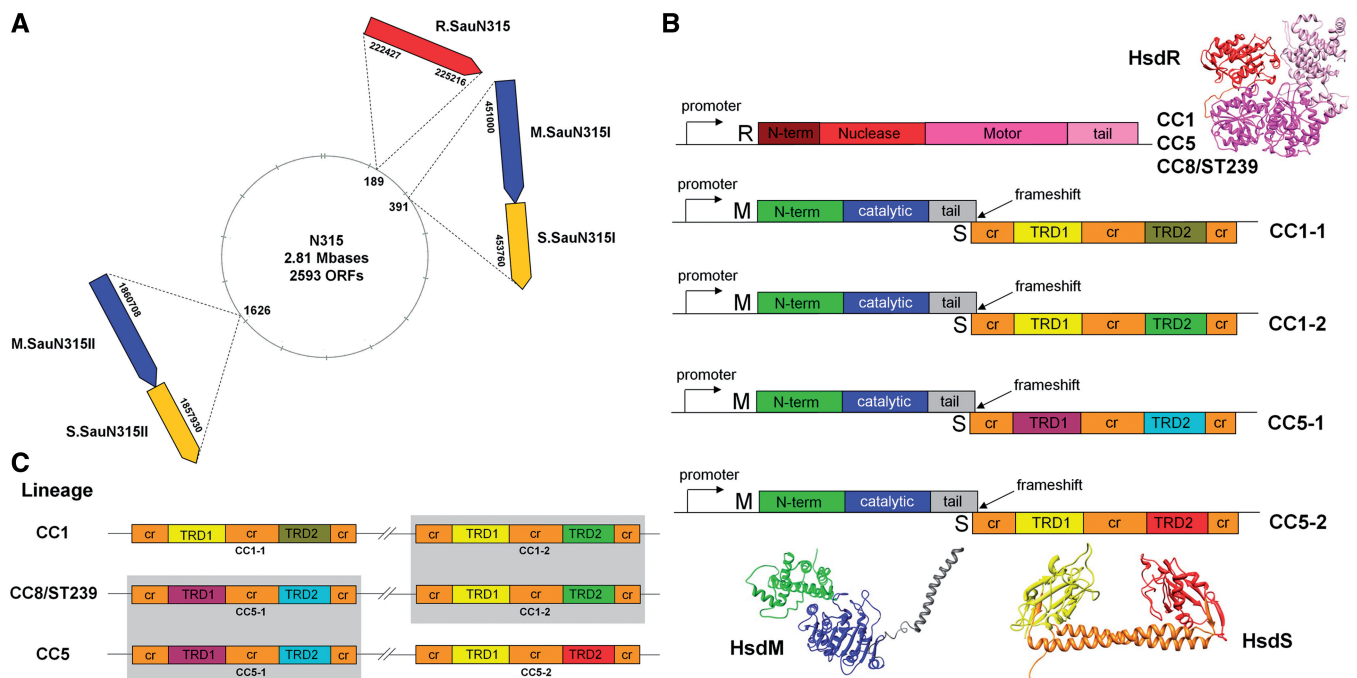 A
R.SauN315
222427
225216
451000
M.SauN315I
453760
S.SauN315I
189
391
N315
2.81 Mbases
2593 ORFs
1626
1860708
M.SauN315II
1857930
S.SauN315II
B
HsdR
promoter
R N-term Nuclease Motor tail
CC1
CC5
CC8/ST239
promoter
frameshift
M N-term catalytic tail
S cr TRD1 cr TRD2 cr CC1-1
promoter
frameshift
M N-term catalytic tail
S cr TRD1 cr TRD2 cr CC1-2
promoter
frameshift
M N-term catalytic tail
S cr TRD1 cr TRD2 cr CC5-1
promoter
frameshift
M N-term catalytic tail
S cr TRD1 cr TRD2 cr CC5-2
HsdM
HsdS
C
Lineage
CC1 cr TRD1 cr TRD2 cr // cr TRD1 cr TRD2 cr
CC1-1 CC1-2
CC8/ST239 cr TRD1 cr TRD2 cr // cr TRD1 cr TRD2 cr
CC5-1 CC1-2
CC5 cr TRD1 cr TRD2 cr // cr TRD1 cr TRD2 cr
CC5-1 CC5-2